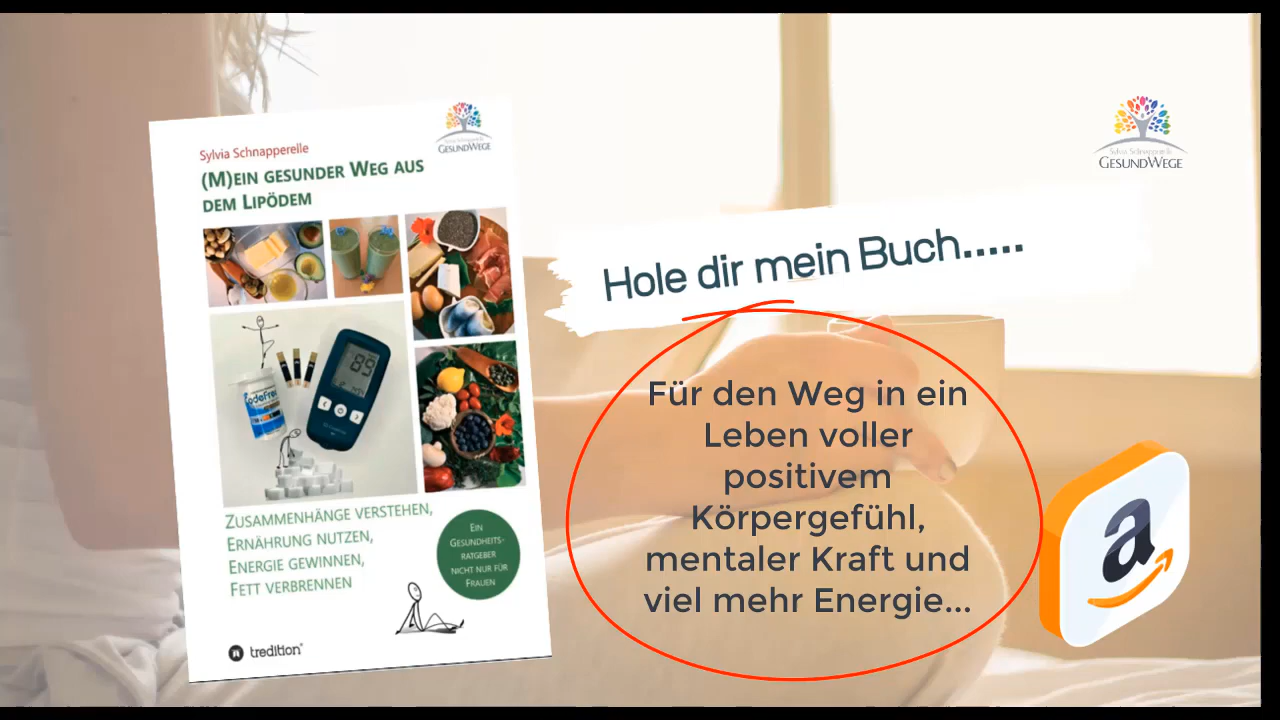 Sylvia Schnapperelle
(M)EIN GESUNDER WEG AUS
DEM LIPÖDEM
GESUNDWEGE
89
CodeFree
ZUSAMMENHÄNGE VERSTEHEN,
ERNÄHRUNG NUTZEN,
ENERGIE GEWINNEN,
FETT VERBRENNEN
EIN
GESUNDHEITS-
RATGEBER
NICHT NUR FÜR
FRAUEN
tredition®
Sylvia Schnapperelle
GESUNDWEGE
Hole dir mein Buch.....
Für den Weg in ein
Leben voller
positivem
Körpergefühl,
mentaler Kraft und
viel mehr Energie...
a